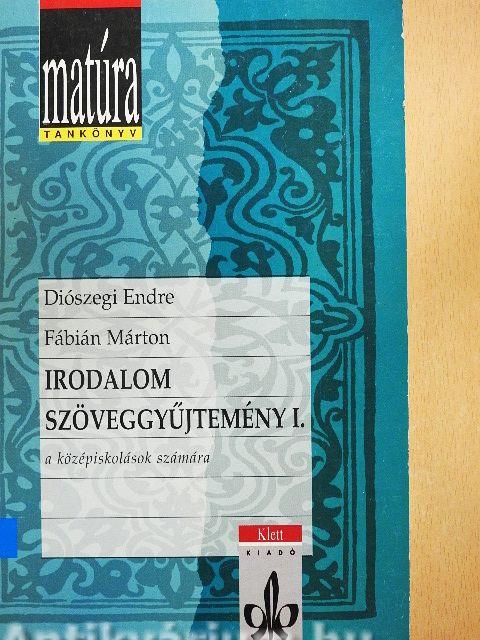 matúra
TANKÖNYV
Diószegi Endre
Fábián Márton
IRODALOM
SZÖVEGGYŰJTEMÉNY I.
a középiskolások számára
Klett
KIADÓ